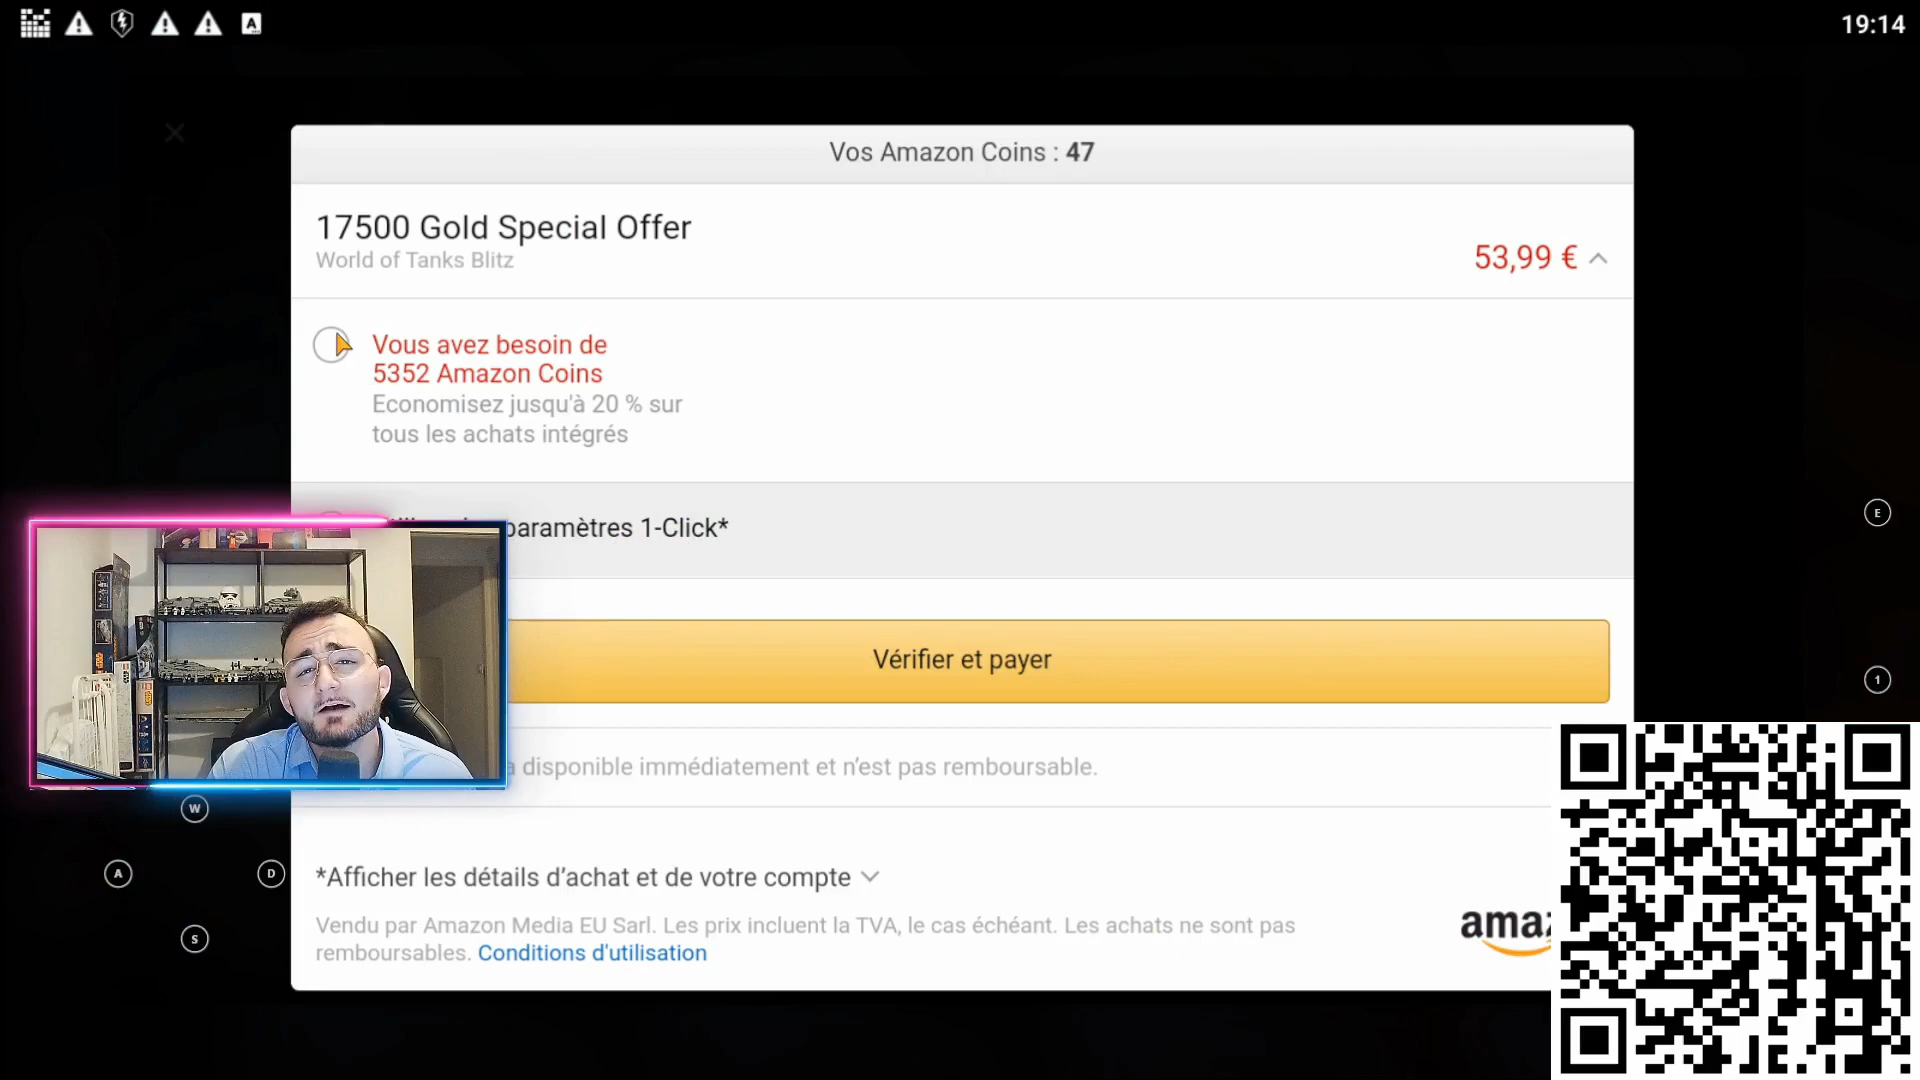 19:14
Vos Amazon Coins : 47
17500 Gold Special Offer
World of Tanks Blitz
53,99 €
Vous avez besoin de
5352 Amazon Coins
Economisez jusqu'à 20 % sur
tous les achats intégrés
paramètres 1-Click*
E
Vérifier et payer
1
disponible immédiatement et n’est pas remboursable.
W
A
D
*Afficher les détails d’achat et de votre compte
S
Vendu par Amazon Media EU Sarl. Les prix incluent la TVA, le cas échéant. Les achats ne sont pas
remboursables. Conditions d'utilisation
amaz